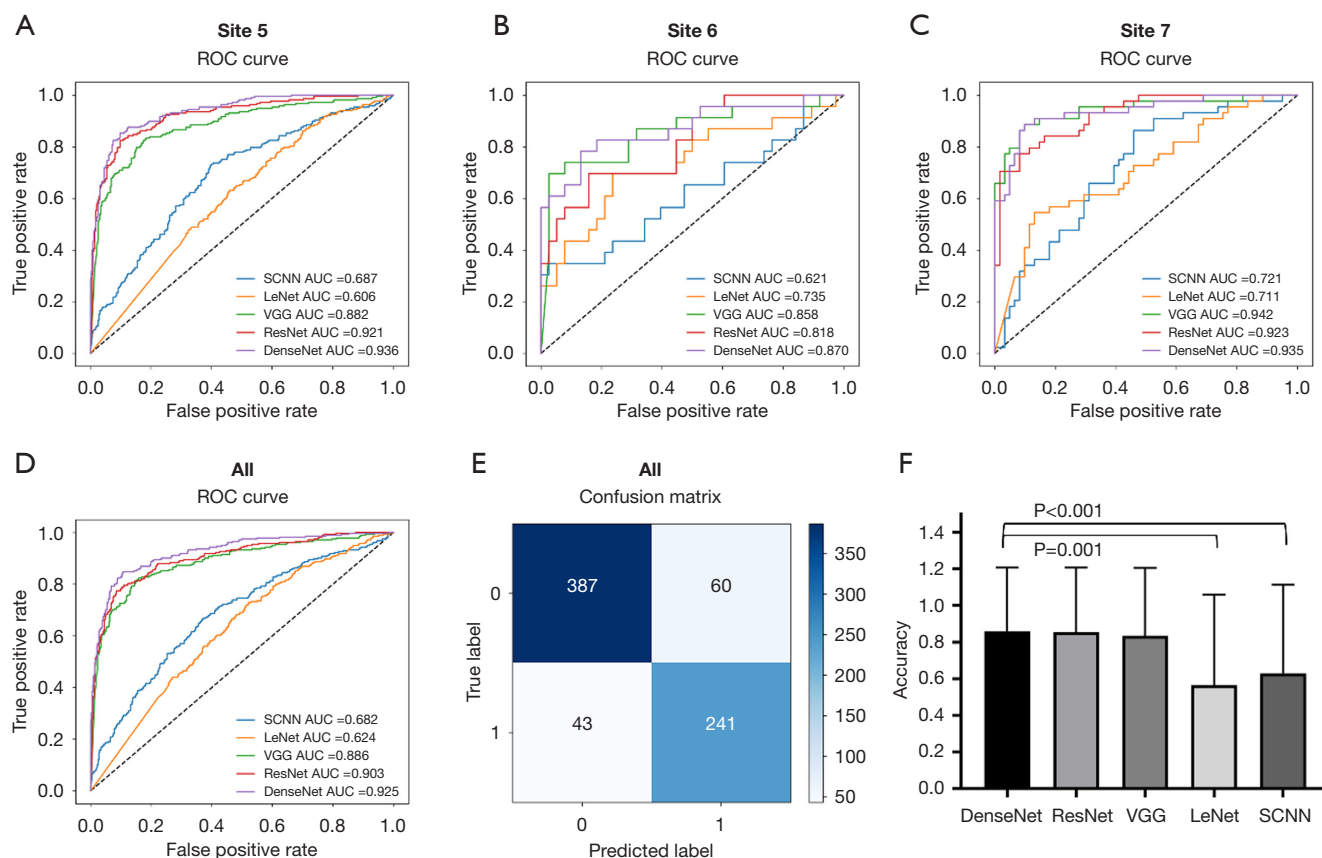 A
Site 5
ROC curve
True positive rate
1.0
0.8
0.6
0.4
0.2
0.0
SCNN AUC =0.687
LeNet AUC =0.606
VGG AUC =0.882
ResNet AUC =0.921
DenseNet AUC =0.936
0.0 0.2 0.4 0.6 0.8 1.0
False positive rate
B
Site 6
ROC curve
True positive rate
1.0
0.8
0.6
0.4
0.2
0.0
SCNN AUC =0.621
LeNet AUC =0.735
VGG AUC =0.858
ResNet AUC =0.818
DenseNet AUC =0.870
0.0 0.2 0.4 0.6 0.8 1.0
False positive rate
C
Site 7
ROC curve
True positive rate
1.0
0.8
0.6
0.4
0.2
0.0
SCNN AUC =0.721
LeNet AUC =0.711
VGG AUC =0.942
ResNet AUC =0.923
DenseNet AUC =0.935
0.0 0.2 0.4 0.6 0.8 1.0
False positive rate
D
All
ROC curve
True positive rate
1.0
0.8
0.6
0.4
0.2
0.0
SCNN AUC =0.682
LeNet AUC =0.624
VGG AUC =0.886
ResNet AUC =0.903
DenseNet AUC =0.925
0.0 0.2 0.4 0.6 0.8 1.0
False positive rate
E
All
Confusion matrix
True label
0
1
387 60
43 241
0 1
Predicted label
350
300
250
200
150
100
50
F
P<0.001
P=0.001
Accuracy
1.4
1.2
1.0
0.8
0.6
0.4
0.2
0.0
DenseNet ResNet VGG LeNet SCNN